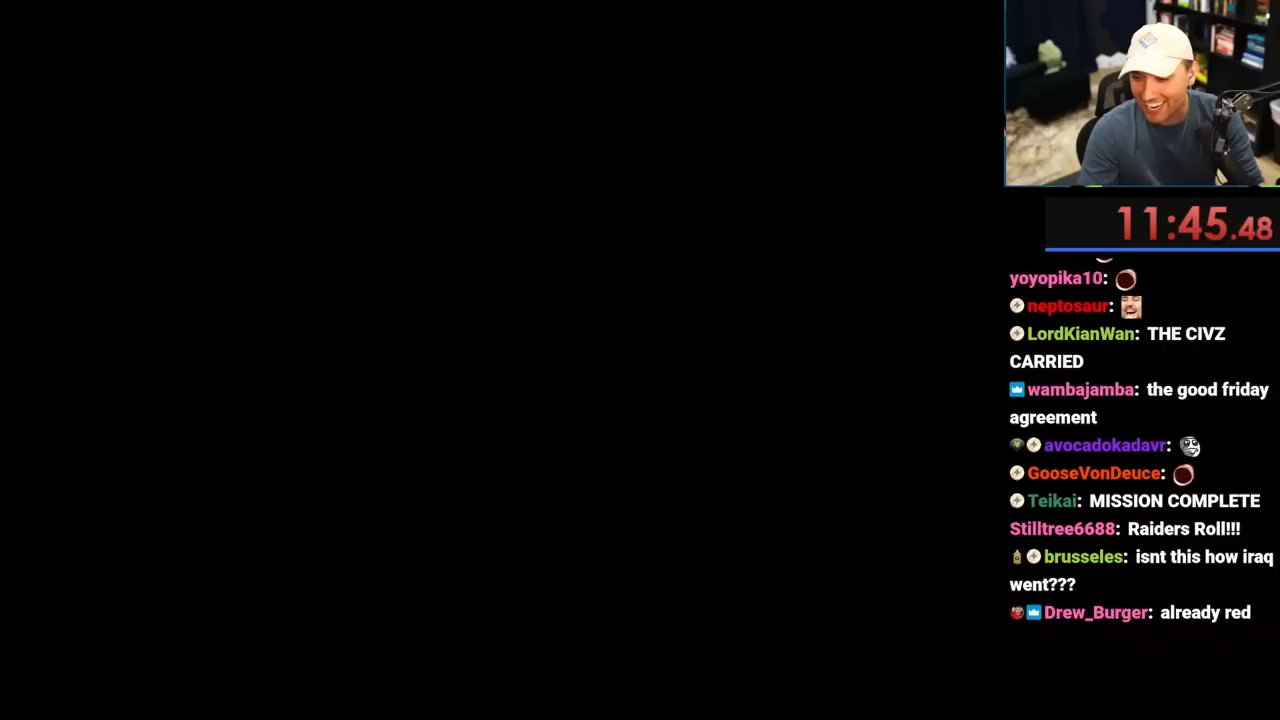 11:45.48
yoyopika10:
neptosaur:
LordKianWan: THE CIVZ
CARRIED
wambajamba: the good friday
agreement
avocadokadavr:
GooseVonDeuce:
Teikai: MISSION COMPLETE
Stilltree6688: Raiders Roll!!!
brusseles: isnt this how iraq
went???
Drew_Burger: already red